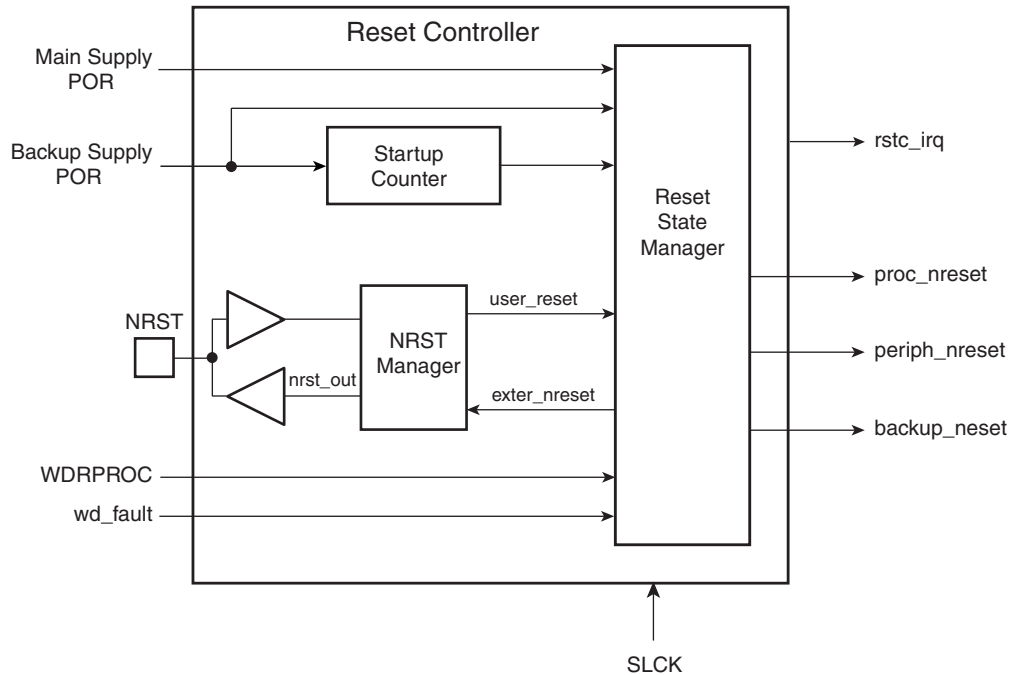 Reset Controller
Main Supply
POR
Backup Supply
POR
Startup
Counter
rstc_irq
Reset
State
Manager
proc_nreset
user_reset
NRST
NRST
Manager
nrst_out
periph_nreset
exter_nreset
backup_neset
WDRPROC
wd_fault
SLCK